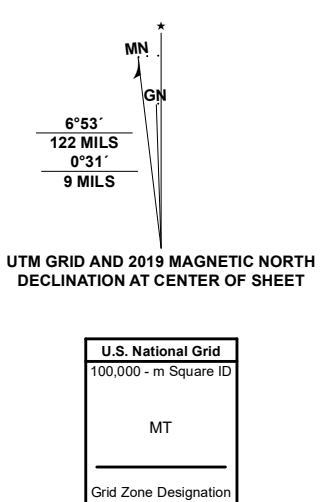 ★
MN
GN
6°53´
122 MILS
0°31´
9 MILS
UTM GRID AND 2019 MAGNETIC NORTH
DECLINATION AT CENTER OF SHEET
U.S. National Grid
100,000 - m Square ID
MT
Grid Zone Designation